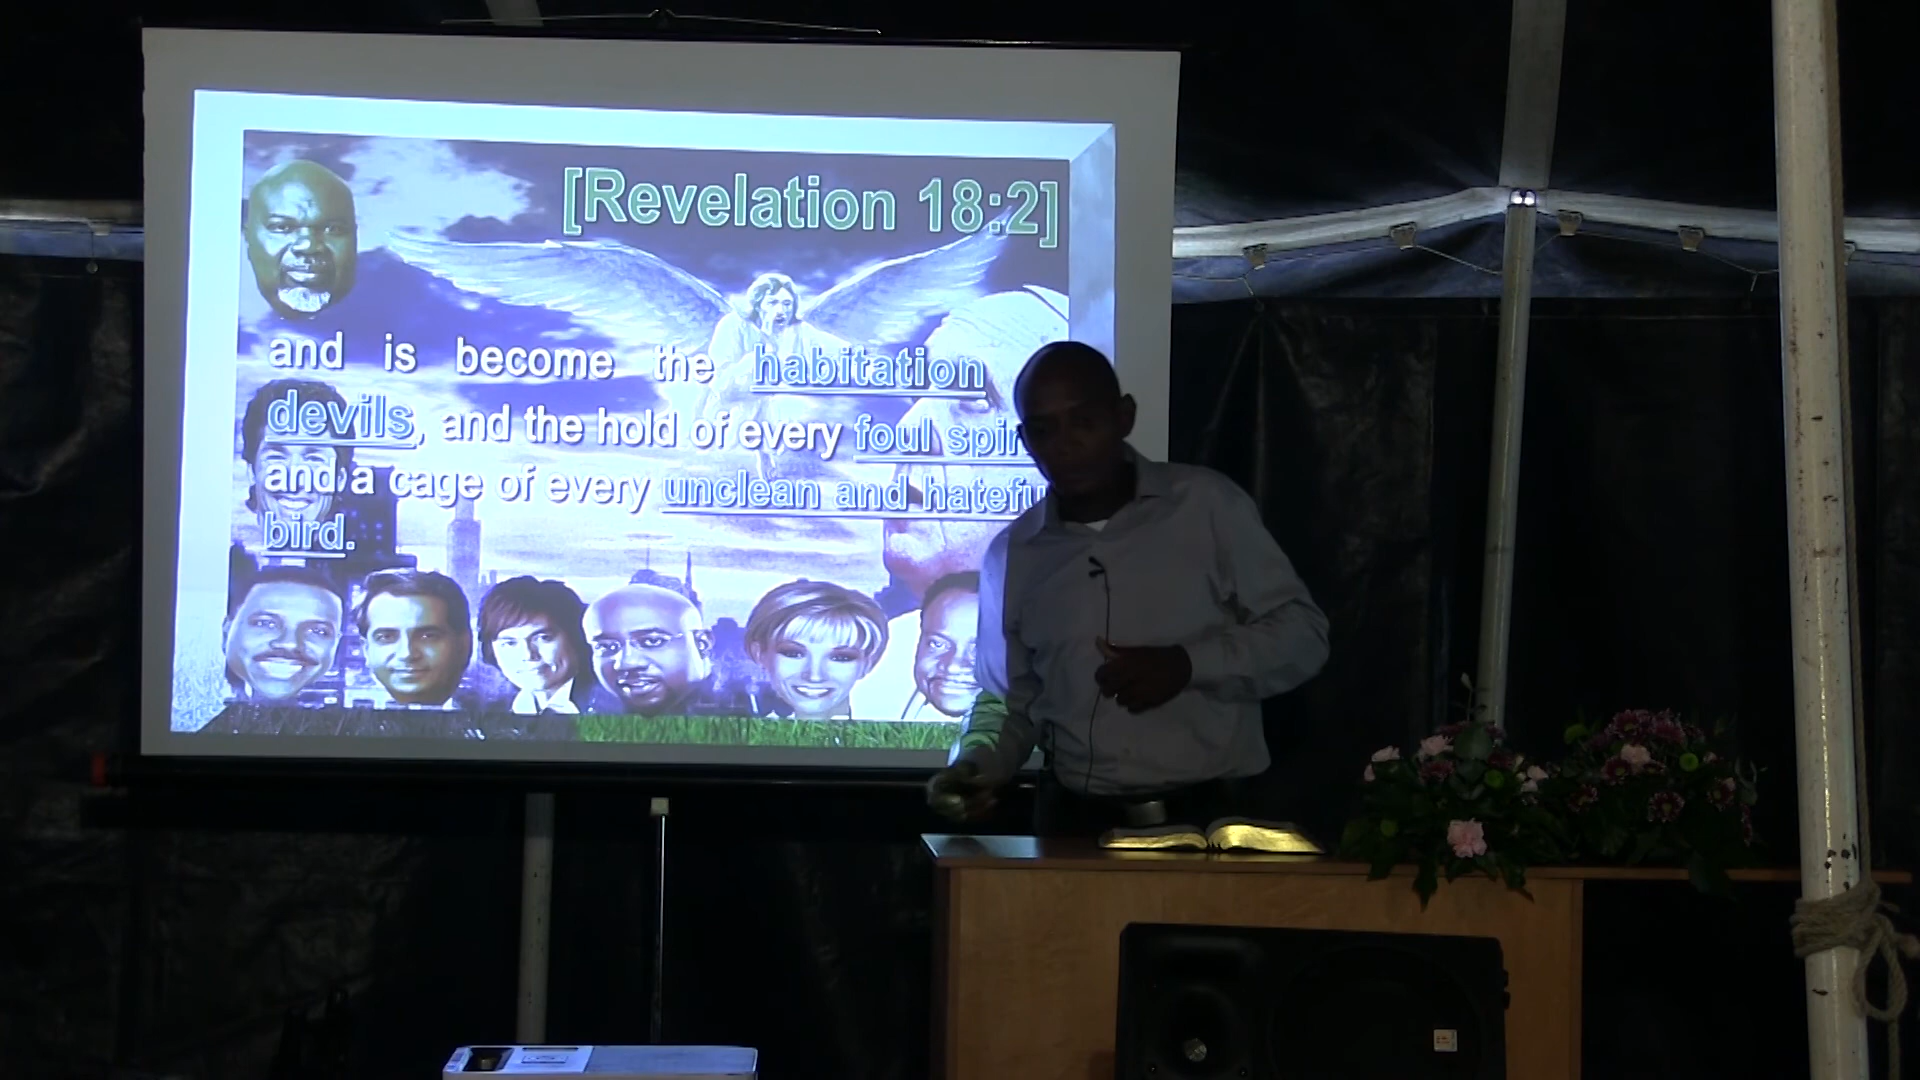 [Revelation 18:2]
and is become the habitation
devils, and the hold of every foul
and a cage of every unclean and
bird.